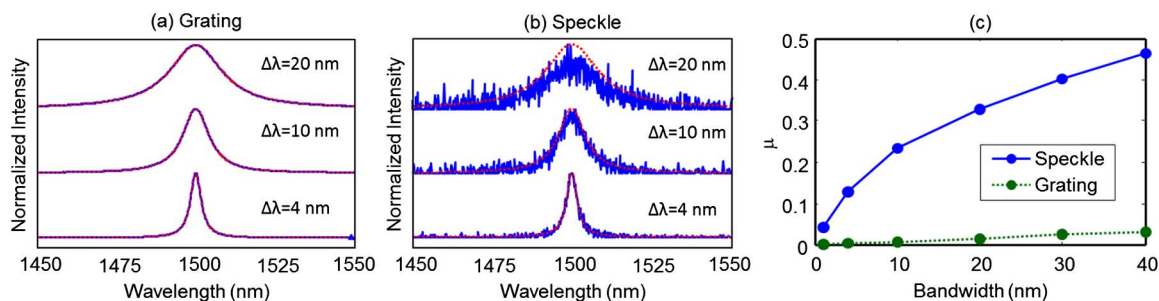 (a) Grating
Normalized Intensity
Δλ=20 nm
Δλ=10 nm
Δλ=4 nm
1450 1475 1500 1525 1550
Wavelength (nm)
(b) Speckle
Normalized Intensity
Δλ=20 nm
Δλ=10 nm
Δλ=4 nm
1450 1475 1500 1525 1550
Wavelength (nm)
(c)
μ
0.5
0.4
0.3
0.2
0.1
0
Speckle
Grating
0 10 20 30 40
Bandwidth (nm)